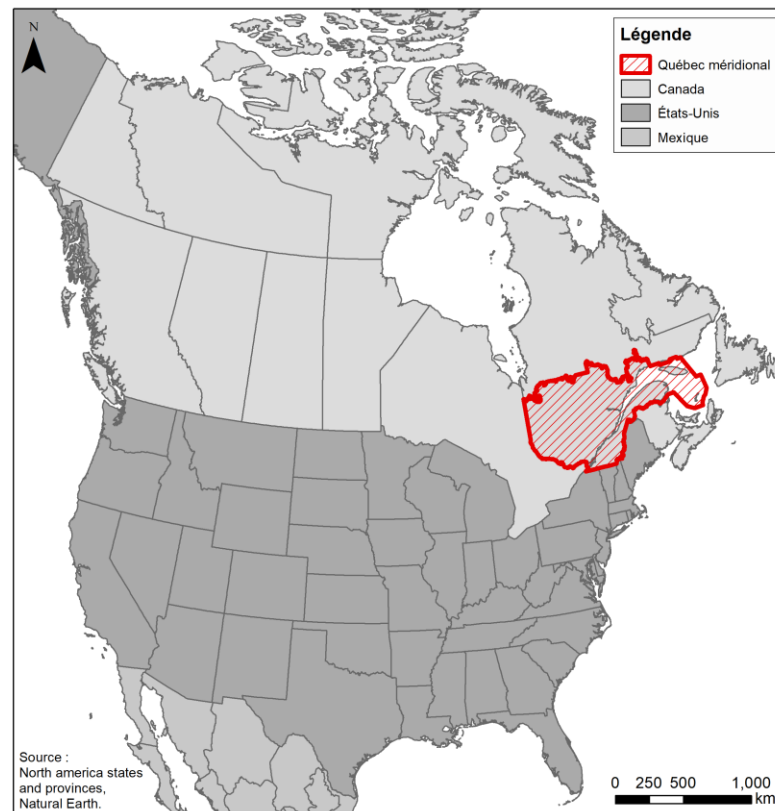 N
Légende
Québec méridional
Canada
États-Unis
Mexique
Source :
North america states
and provinces,
Natural Earth.
0 250 500 1,000
km